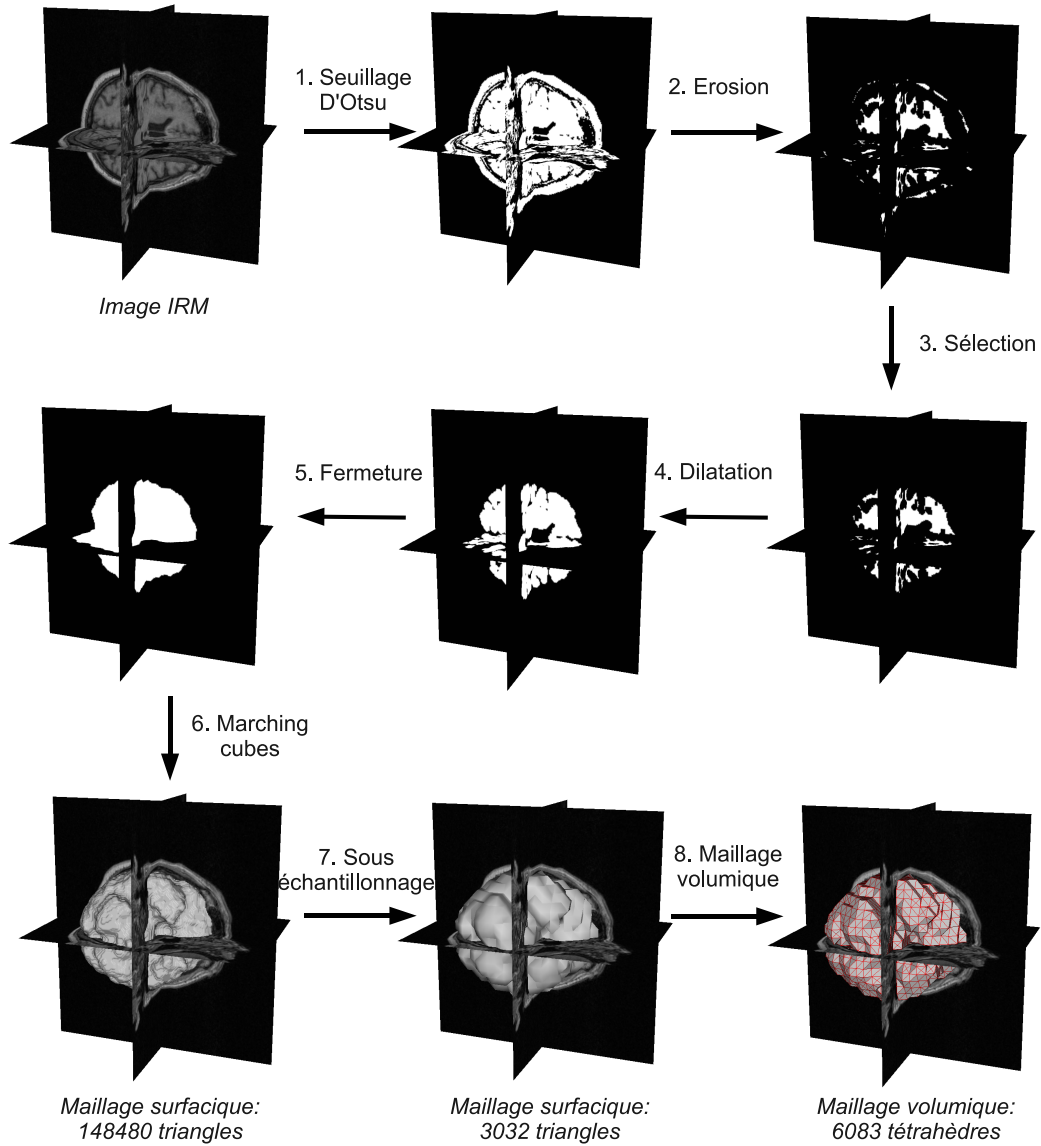 1. Seuillage
D'Otsu
2. Erosion
Image IRM
3. Sélection
4. Dilatation
5. Fermeture
6. Marching
cubes
7. Sous
échantillonnage
8. Maillage
volumique
Maillage surfacique:
148480 triangles
Maillage surfacique:
3032 triangles
Maillage volumique:
6083 tétrahèdres